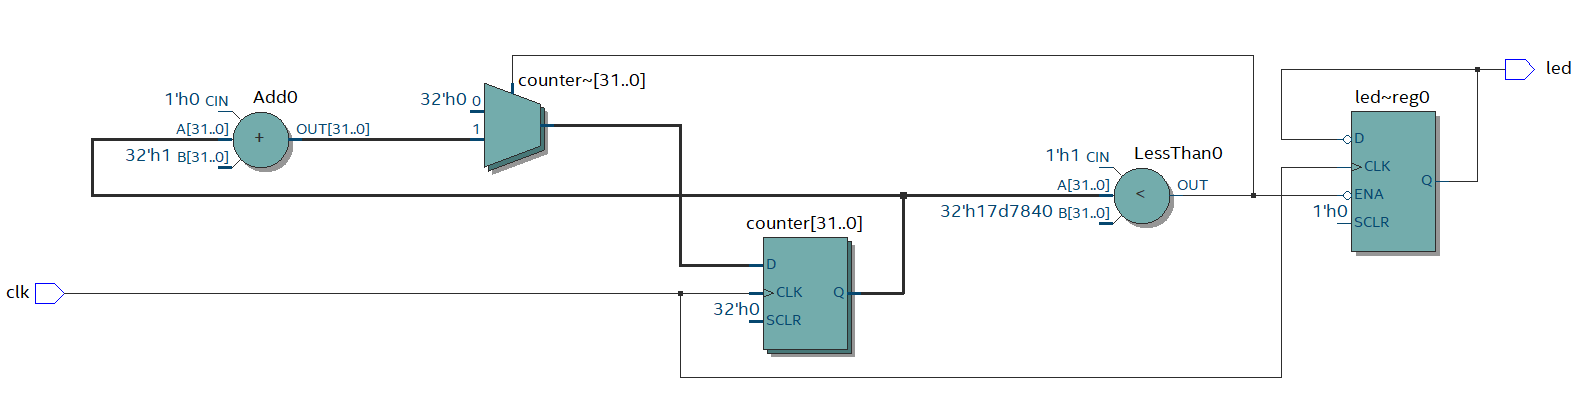 counter~[31..0]
led
1'h0 CIN
Add0
32'h0 0
led~reg0
A[31..0]
+
OUT[31..0]
1
D
32'h1 B[31..0]
1'h1 CIN
LessThan0
CLK
A[31..0]
<
OUT
Q
ENA
32'h17d7840 B[31..0]
1'h0
SCLR
counter[31..0]
D
clk
CLK
Q
32'h0
SCLR